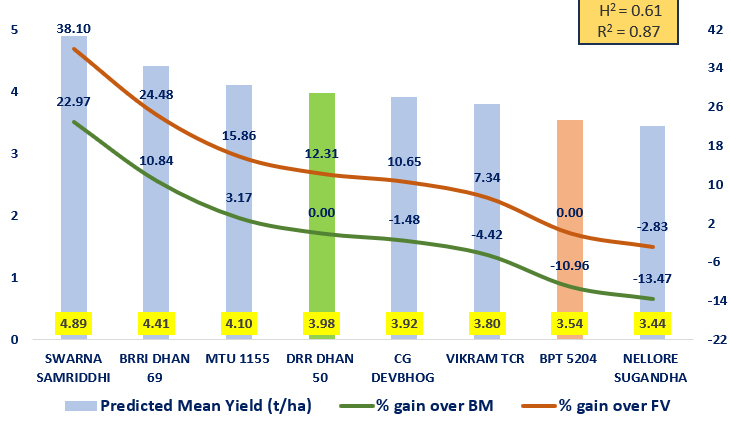 H² = 0.61
R² = 0.87
5
4
3
2
1
0
42
34
26
18
10
2
-6
-14
-22
38.10
24.48
15.86
12.31
10.65
7.34
0.00
-2.83
22.97
10.84
3.17
0.00
-1.48
-4.42
-10.96
-13.47
4.89
4.41
4.10
3.98
3.92
3.80
3.54
3.44
SWARNA
SAMRIDDHI
BRRI DHAN
69
MTU 1155
DRR DHAN
50
CG
DEVBHOG
VIKRAM TCR
BPT 5204
NELLORE
SUGANDHA
Predicted Mean Yield (t/ha)
% gain over BM
% gain over FV